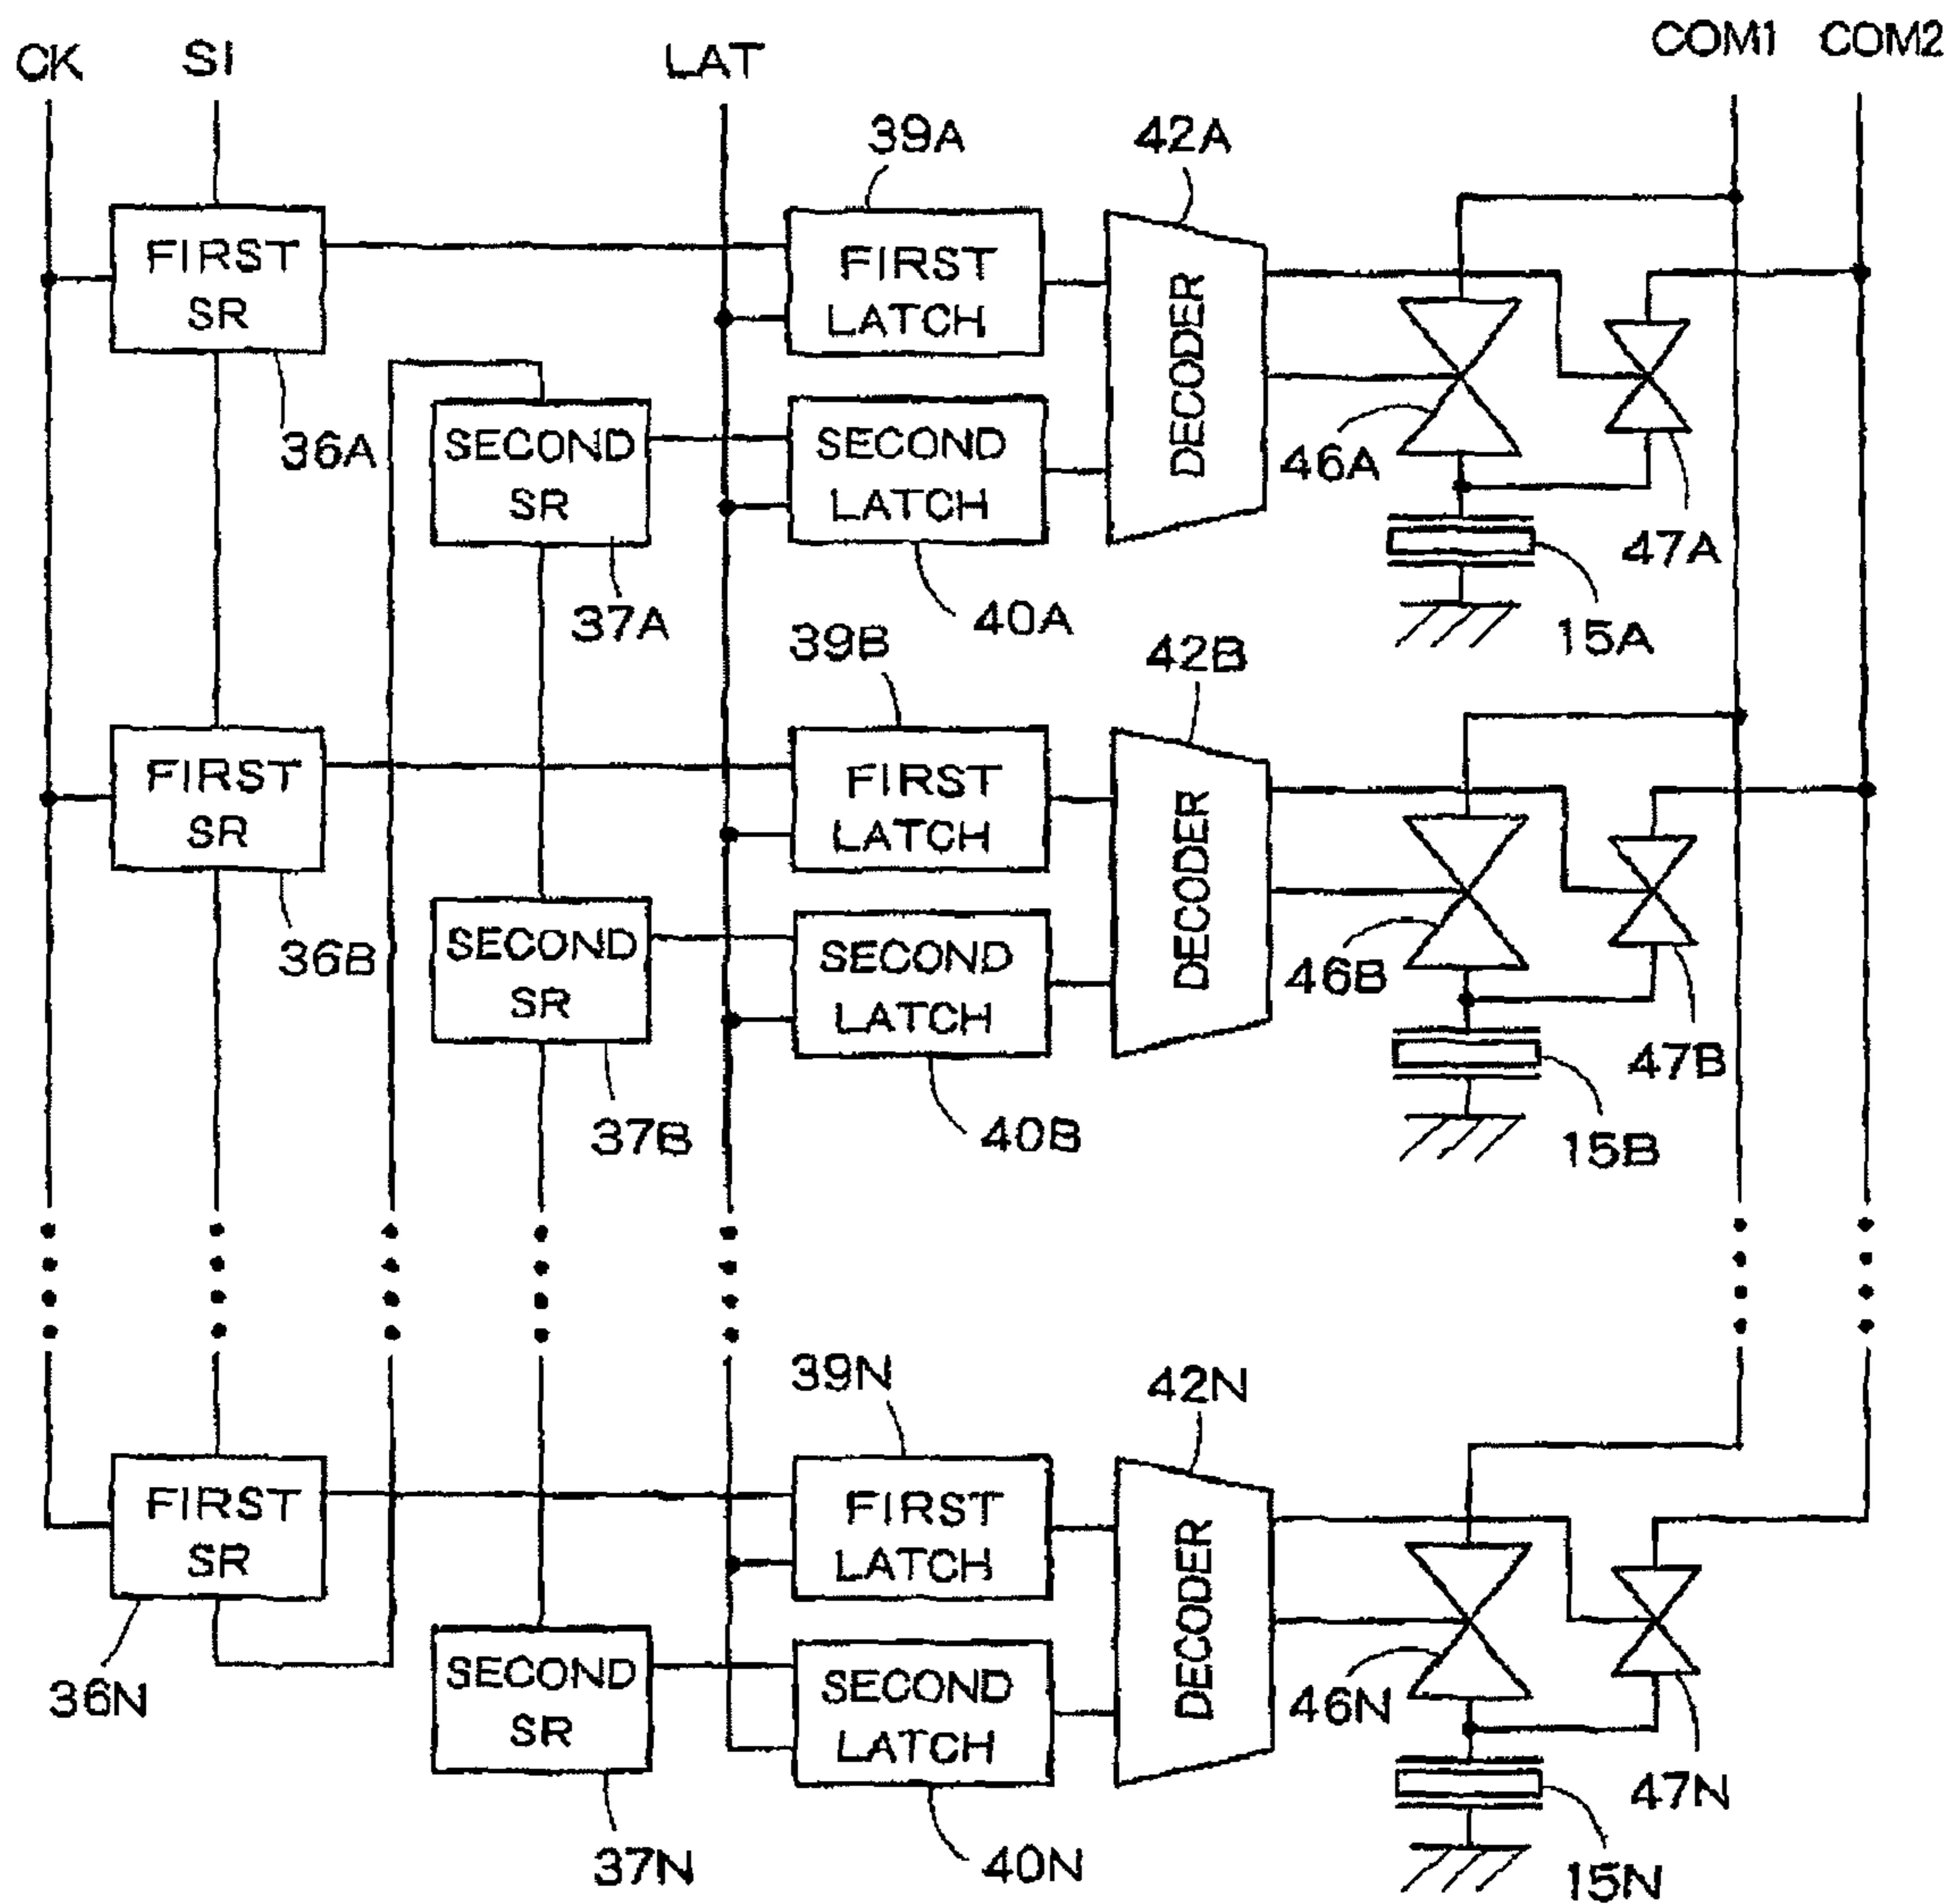 CK
SI
LAT
COM1
COM2
39A
42A
FIRST
SR
FIRST
LATCH
DECODER
36A
SECOND
SR
SECOND
LATCH
46A
47A
37A
40A
15A
39B
42B
FIRST
SR
FIRST
LATCH
DECODER
36B
SECOND
SR
SECOND
LATCH
46B
47B
37B
40B
15B
39N
42N
FIRST
SR
FIRST
LATCH
DECODER
36N
SECOND
SR
SECOND
LATCH
46N
47N
37N
40N
15N